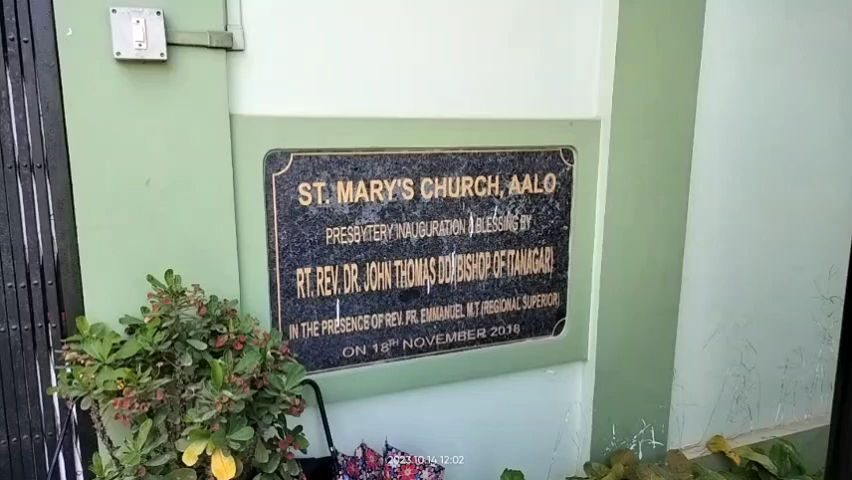 ST. MARY'S CHURCH, AALO
PRESBYTERY INAUGURATION & BLESSING BY
RT. REV. DR. JOHN THOMAS DD (BISHOP OF ITANAGAR)
IN THE PRESENCE OF REV. FR. EMMANUEL M.T (REGIONAL SUPERIOR)
ON 18TH NOVEMBER 2018
2023.10.14 12:02